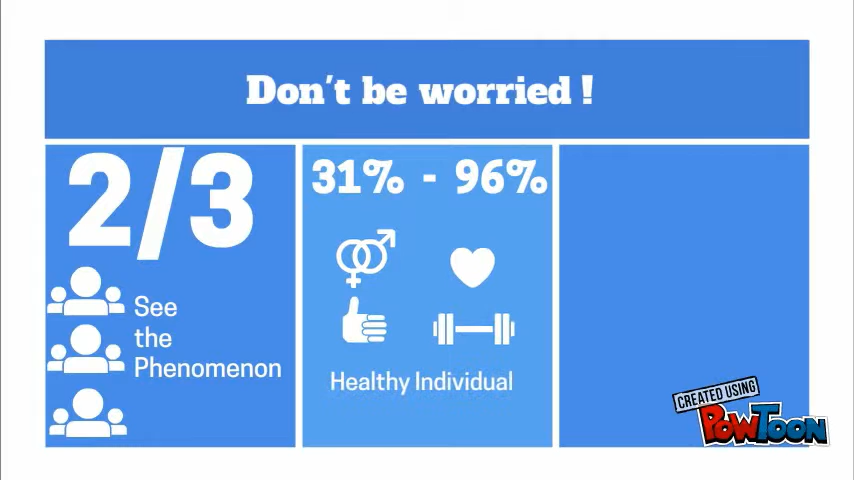 Don't be worried !
2/3
See
the
Phenomenon
31% - 96%
Healthy Individual
CREATED USING
POWTOON